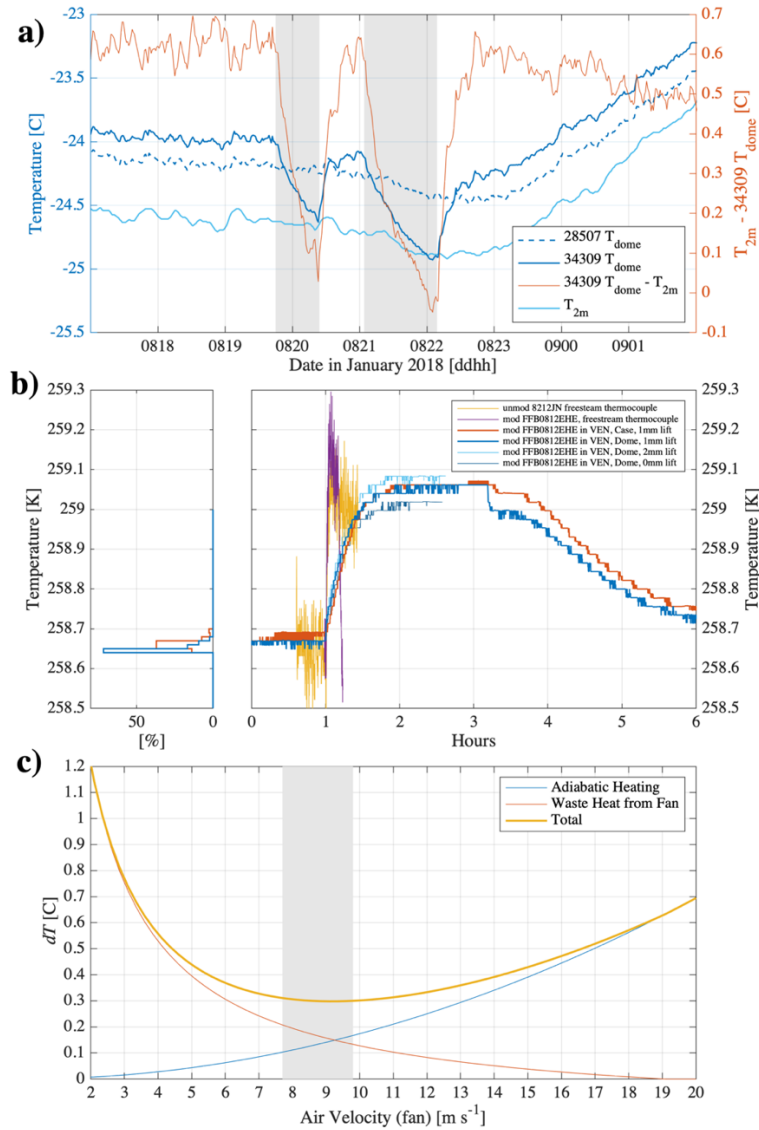 a)
-23
-23.5
-24
-24.5
-25
-25.5
Temperature [C]
0.7
0.6
0.5
0.4
0.3
0.2
0.1
0
-0.1
T2m - 34309 Tdome [C]
28507 Tdome
34309 Tdome
34309 Tdome - T2m
T2m
0818 0819 0820 0821 0822 0823 0900 0901
Date in January 2018 [ddhh]
b)
259.3
259.2
259.1
259
258.9
258.8
258.7
258.6
258.5
Temperature [K]
50 0
[%]
unmod 8212JN freesteam thermocouple
mod FFB0812EHE, freestream thermocouple
mod FFB0812EHE in VEN, Case, 1mm lift
mod FFB0812EHE in VEN, Dome, 1mm lift
mod FFB0812EHE in VEN, Dome, 2mm lift
mod FFB0812EHE in VEN, Dome, 0mm lift
0 1 2 3 4 5 6
Hours
259.3
259.2
259.1
259
258.9
258.8
258.7
258.6
258.5
Temperature [K]
c)
1.2
1.1
1
0.9
0.8
0.7
0.6
0.5
0.4
0.3
0.2
0.1
0
dT [C]
Adiabatic Heating
Waste Heat from Fan
Total
2 3 4 5 6 7 8 9 10 11 12 13 14 15 16 17 18 19 20
Air Velocity (fan) [m s-1]